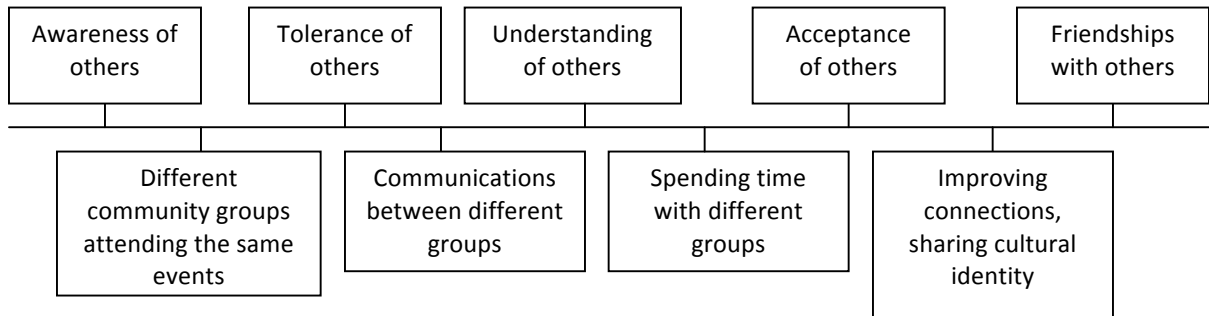 Awareness of
others
Tolerance of
others
Understanding
of others
Acceptance
of others
Friendships
with others
Different
community groups
attending the same
events
Communications
between different
groups
Spending time
with different
groups
Improving
connections,
sharing cultural
identity